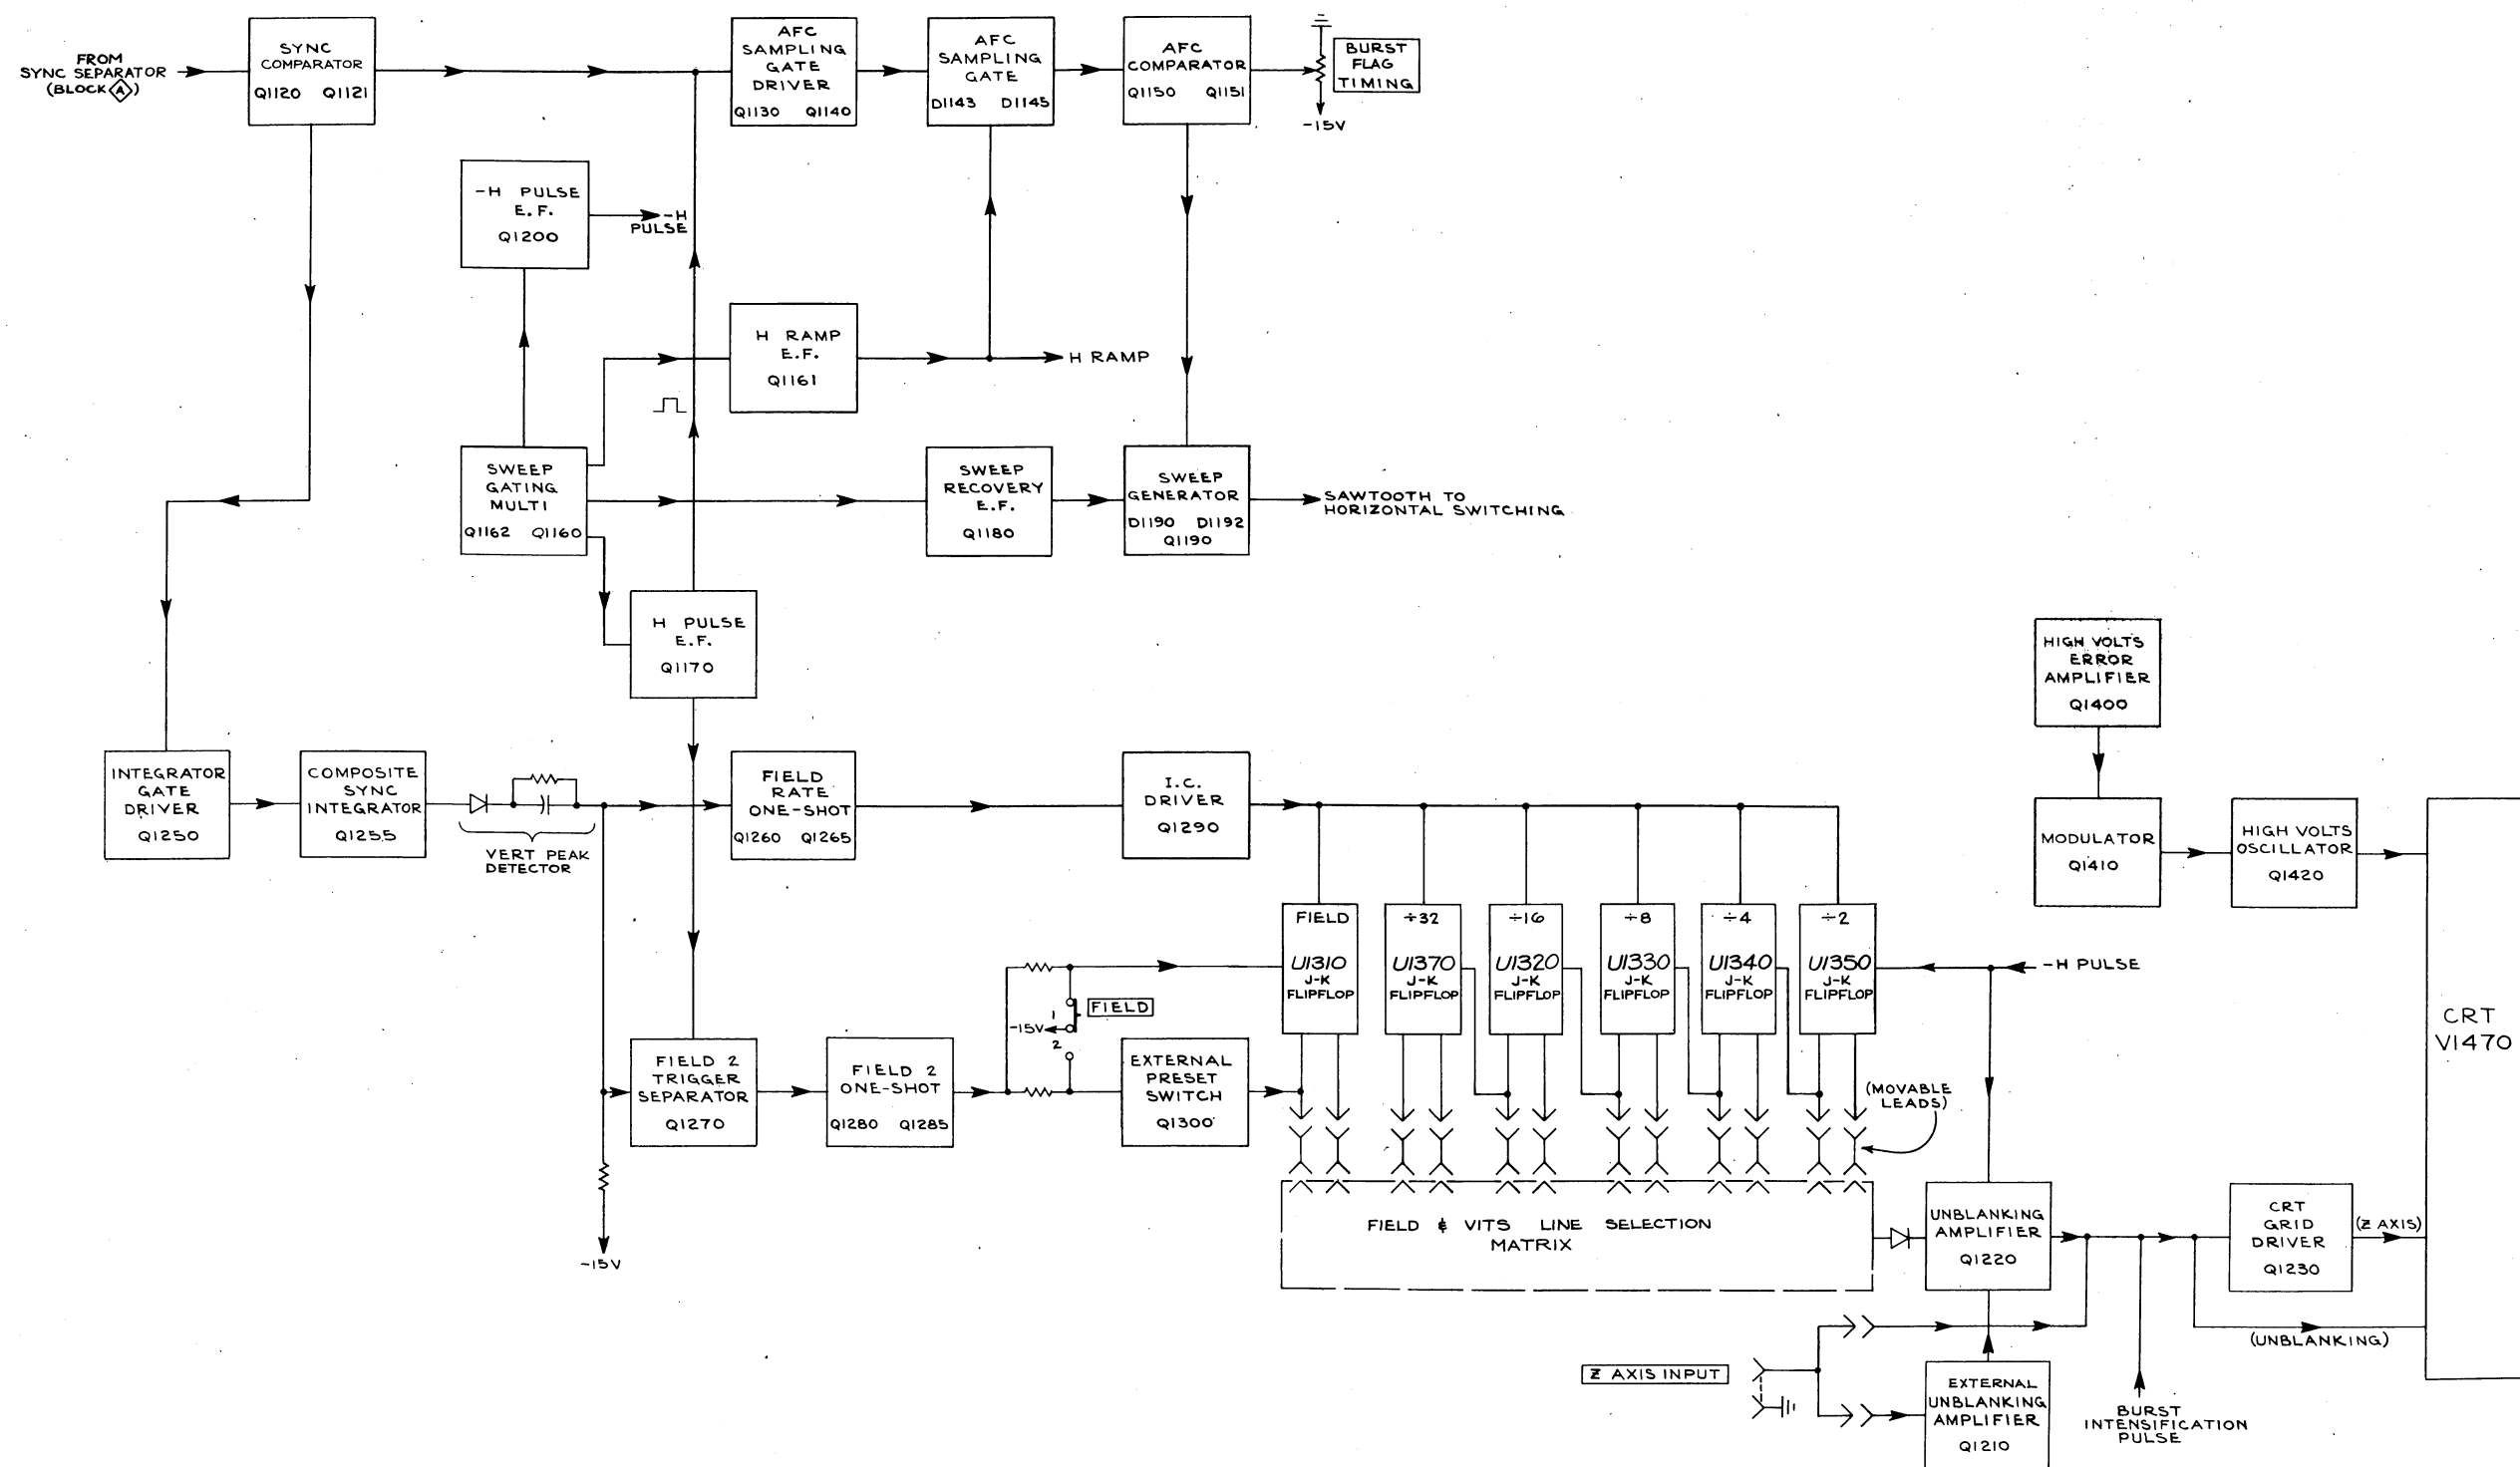 FROM
SYNC SEPARATOR
(BLOCK A)
SYNC
COMPARATOR
Q1120 Q1121
AFC
SAMPLING
GATE
DRIVER
Q1130 Q1140
AFC
SAMPLING
GATE
D1143 D1145
AFC
COMPARATOR
Q1150 Q1151
BURST
FLAG
TIMING
-15V
-H PULSE
E.F.
Q1200
-H
PULSE
H RAMP
E.F.
Q1161
H RAMP
SWEEP
GATING
MULTI
Q1162 Q1160
SWEEP
RECOVERY
E.F.
Q1180
SWEEP
GENERATOR
D1190 D1192
Q1190
SAWTOOTH TO
HORIZONTAL SWITCHING
H PULSE
E.F.
Q1170
HIGH VOLTS
ERROR
AMPLIFIER
Q1400
INTEGRATOR
GATE
DRIVER
Q1250
COMPOSITE
SYNC
INTEGRATOR
Q1255
VERT PEAK
DETECTOR
FIELD
RATE
ONE-SHOT
Q1260 Q1265
I.C.
DRIVER
Q1290
MODULATOR
Q1410
HIGH VOLTS
OSCILLATOR
Q1420
FIELD
U1310
J-K
FLIPFLOP
÷32
U1370
J-K
FLIPFLOP
÷16
U1320
J-K
FLIPFLOP
÷8
U1330
J-K
FLIPFLOP
÷4
U1340
J-K
FLIPFLOP
÷2
U1350
J-K
FLIPFLOP
-H PULSE
CRT
V1470
1
FIELD
-15V
2
FIELD 2
TRIGGER
SEPARATOR
Q1270
FIELD 2
ONE-SHOT
Q1280 Q1285
EXTERNAL
PRESET
SWITCH
Q1300
(MOVABLE
LEADS)
-15V
FIELD & VITS LINE SELECTION
MATRIX
UNBLANKING
AMPLIFIER
Q1220
CRT
GRID
DRIVER
Q1230
(Z AXIS)
(UNBLANKING)
Z AXIS INPUT
EXTERNAL
UNBLANKING
AMPLIFIER
Q1210
BURST
INTENSIFICATION
PULSE